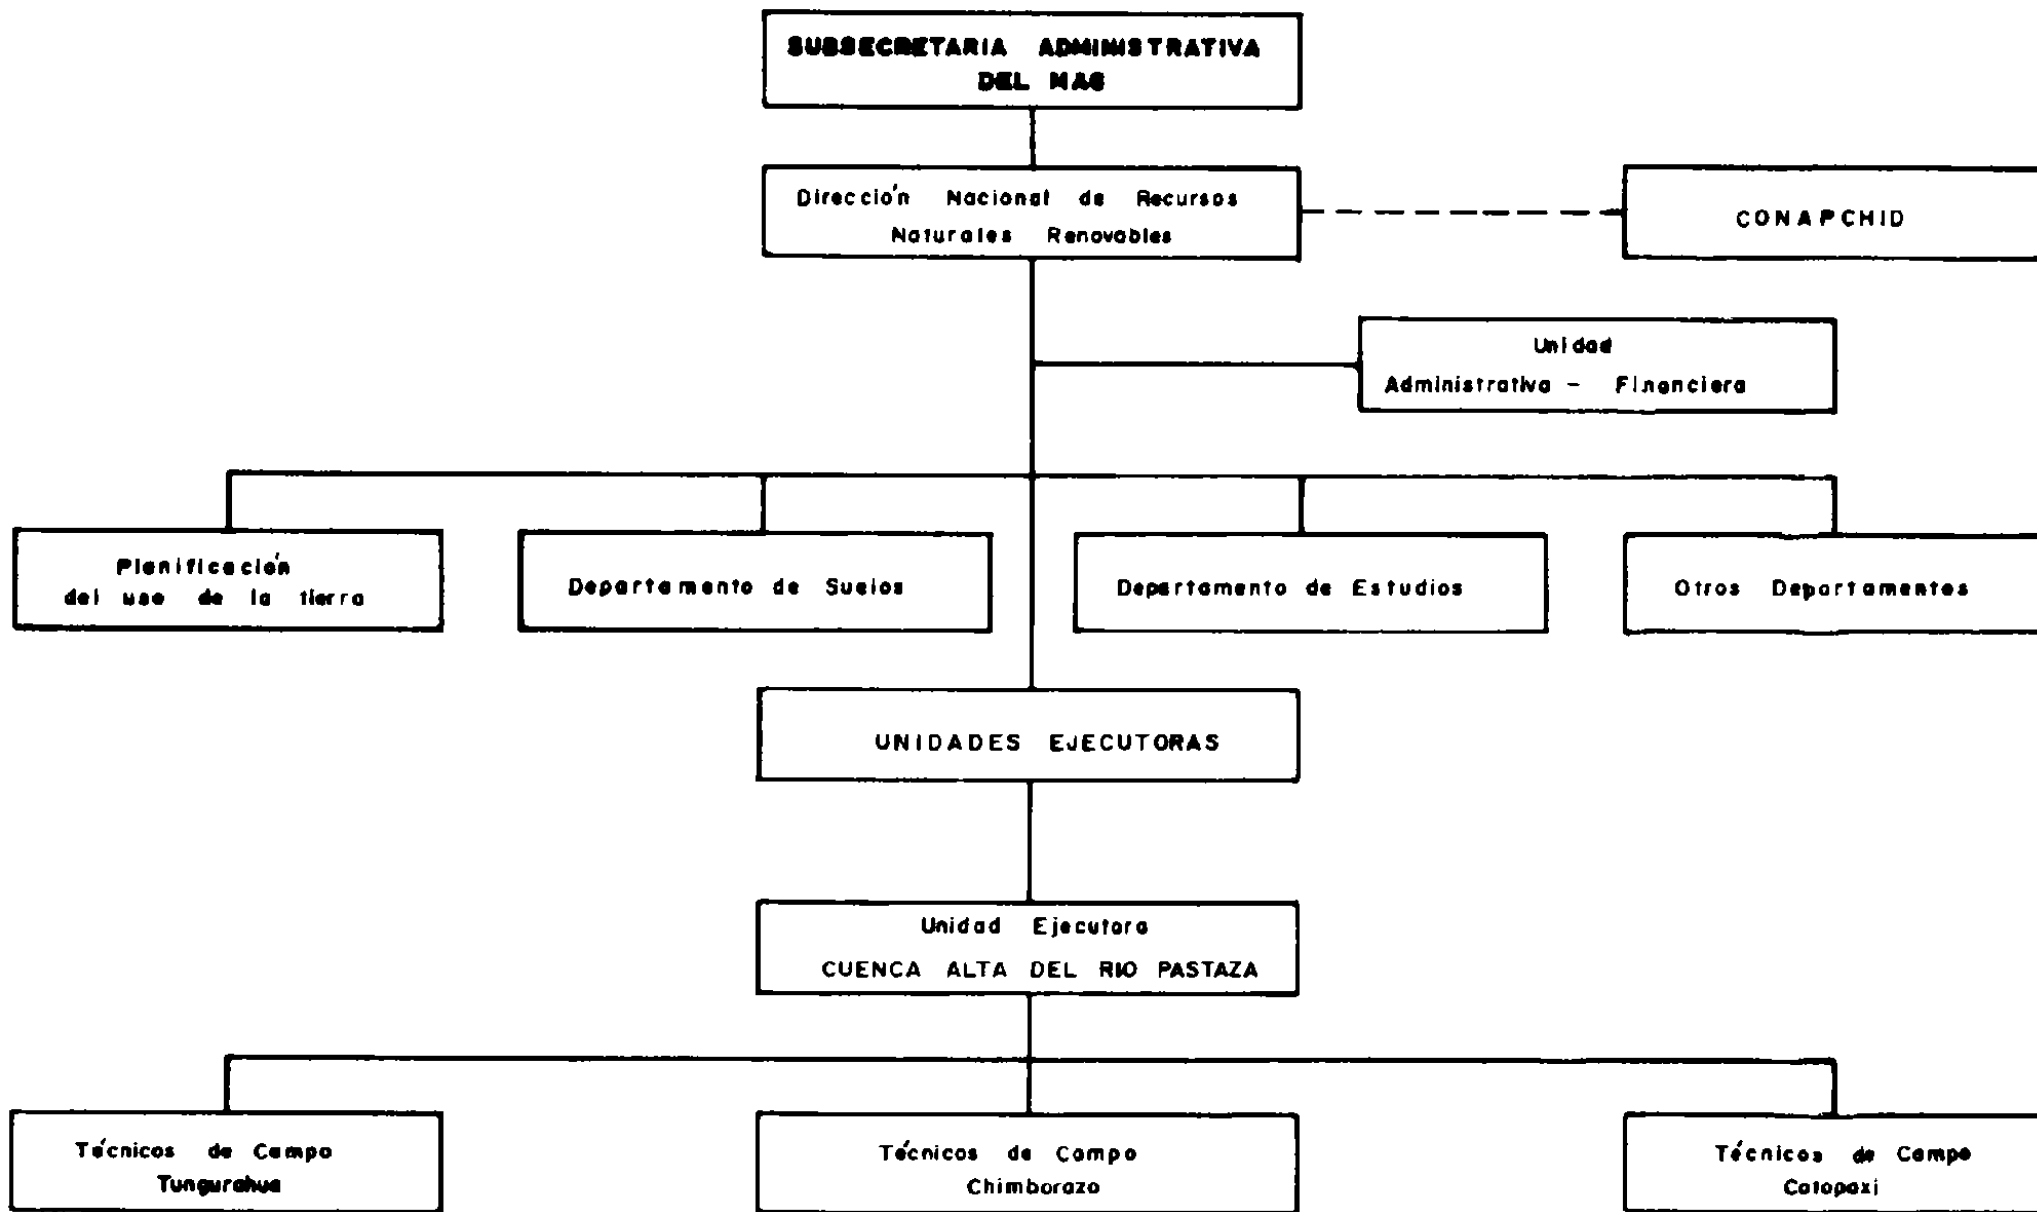 SUBSECRETARIA ADMINISTRATIVA
DEL MAG
Dirección Nacional de Recursos
Naturales Renovables
CONAPCHID
Unidad
Administrativa - Financiera
Planificación
del uso de la tierra
Departamento de Suelos
Departamento de Estudios
Otros Departamentos
UNIDADES EJECUTORAS
Unidad Ejecutora
CUENCA ALTA DEL RIO PASTAZA
Técnicos de Campo
Tungurahua
Técnicos de Campo
Chimborazo
Técnicos de Campo
Cotopaxi